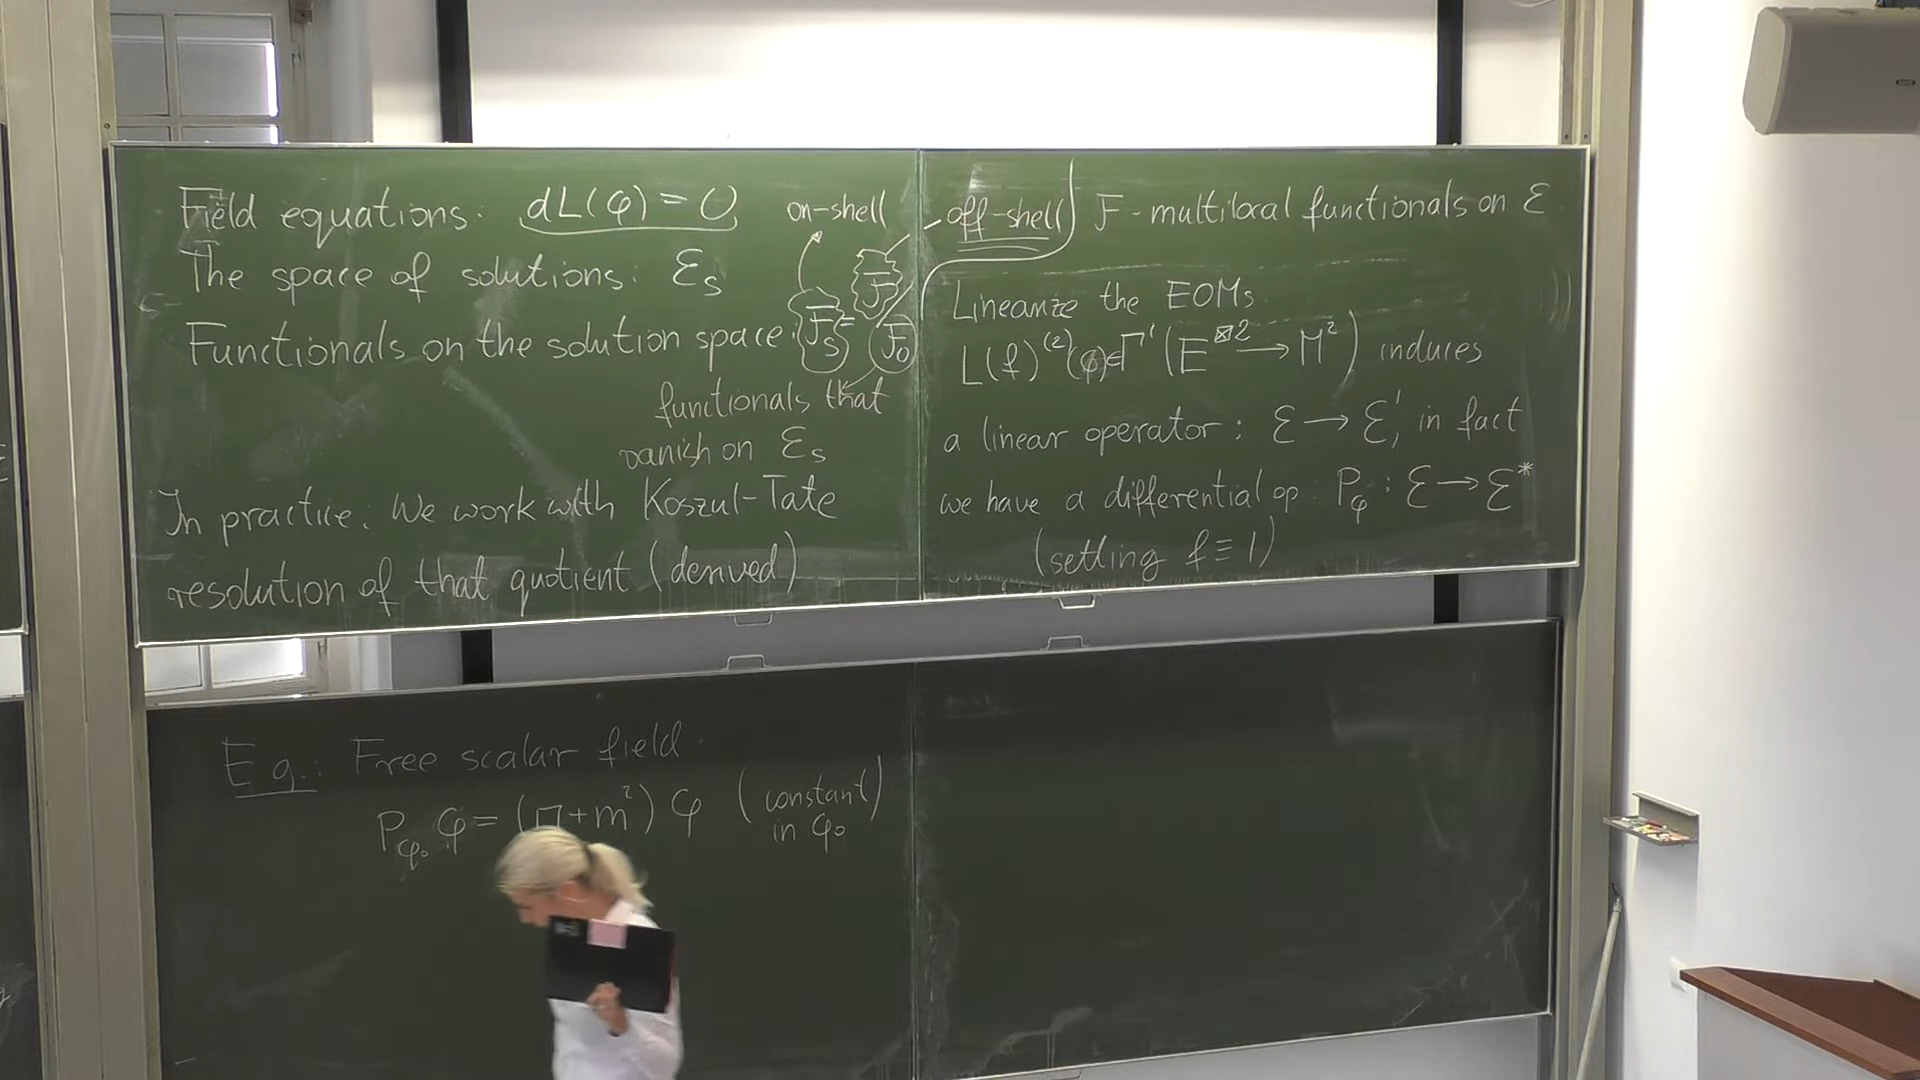 Field equations: dL(φ) = 0
The space of solutions: ℰ_S
Functionals on the solution space: ℱ_S = ℱ / ℱ_0
on-shell
off-shell
functionals that
vanish on ℰ_S
In practice: We work with Koszul-Tate
resolution of that quotient (derived)
ℱ - multilocal functionals on ℰ
Linearize the EOMs
L(f)^(2)(φ) ∈ Γ'(E^⊠2 → M^2) induces
a linear operator: ℰ → ℰ', in fact
we have a differential op P_φ : ℰ → ℰ*
(setting f ≡ 1)
E.g.: Free scalar field.
P_φ₀ φ = (□ + m²) φ (constant
in φ₀)